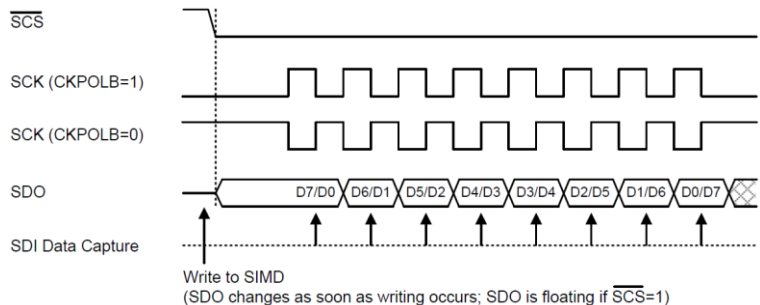 SCS
SCK (CKPOLB=1)
SCK (CKPOLB=0)
SDO D7/D0 D6/D1 D5/D2 D4/D3 D3/D4 D2/D5 D1/D6 D0/D7
SDI Data Capture
Write to SIMD
(SDO changes as soon as writing occurs; SDO is floating if SCS=1)